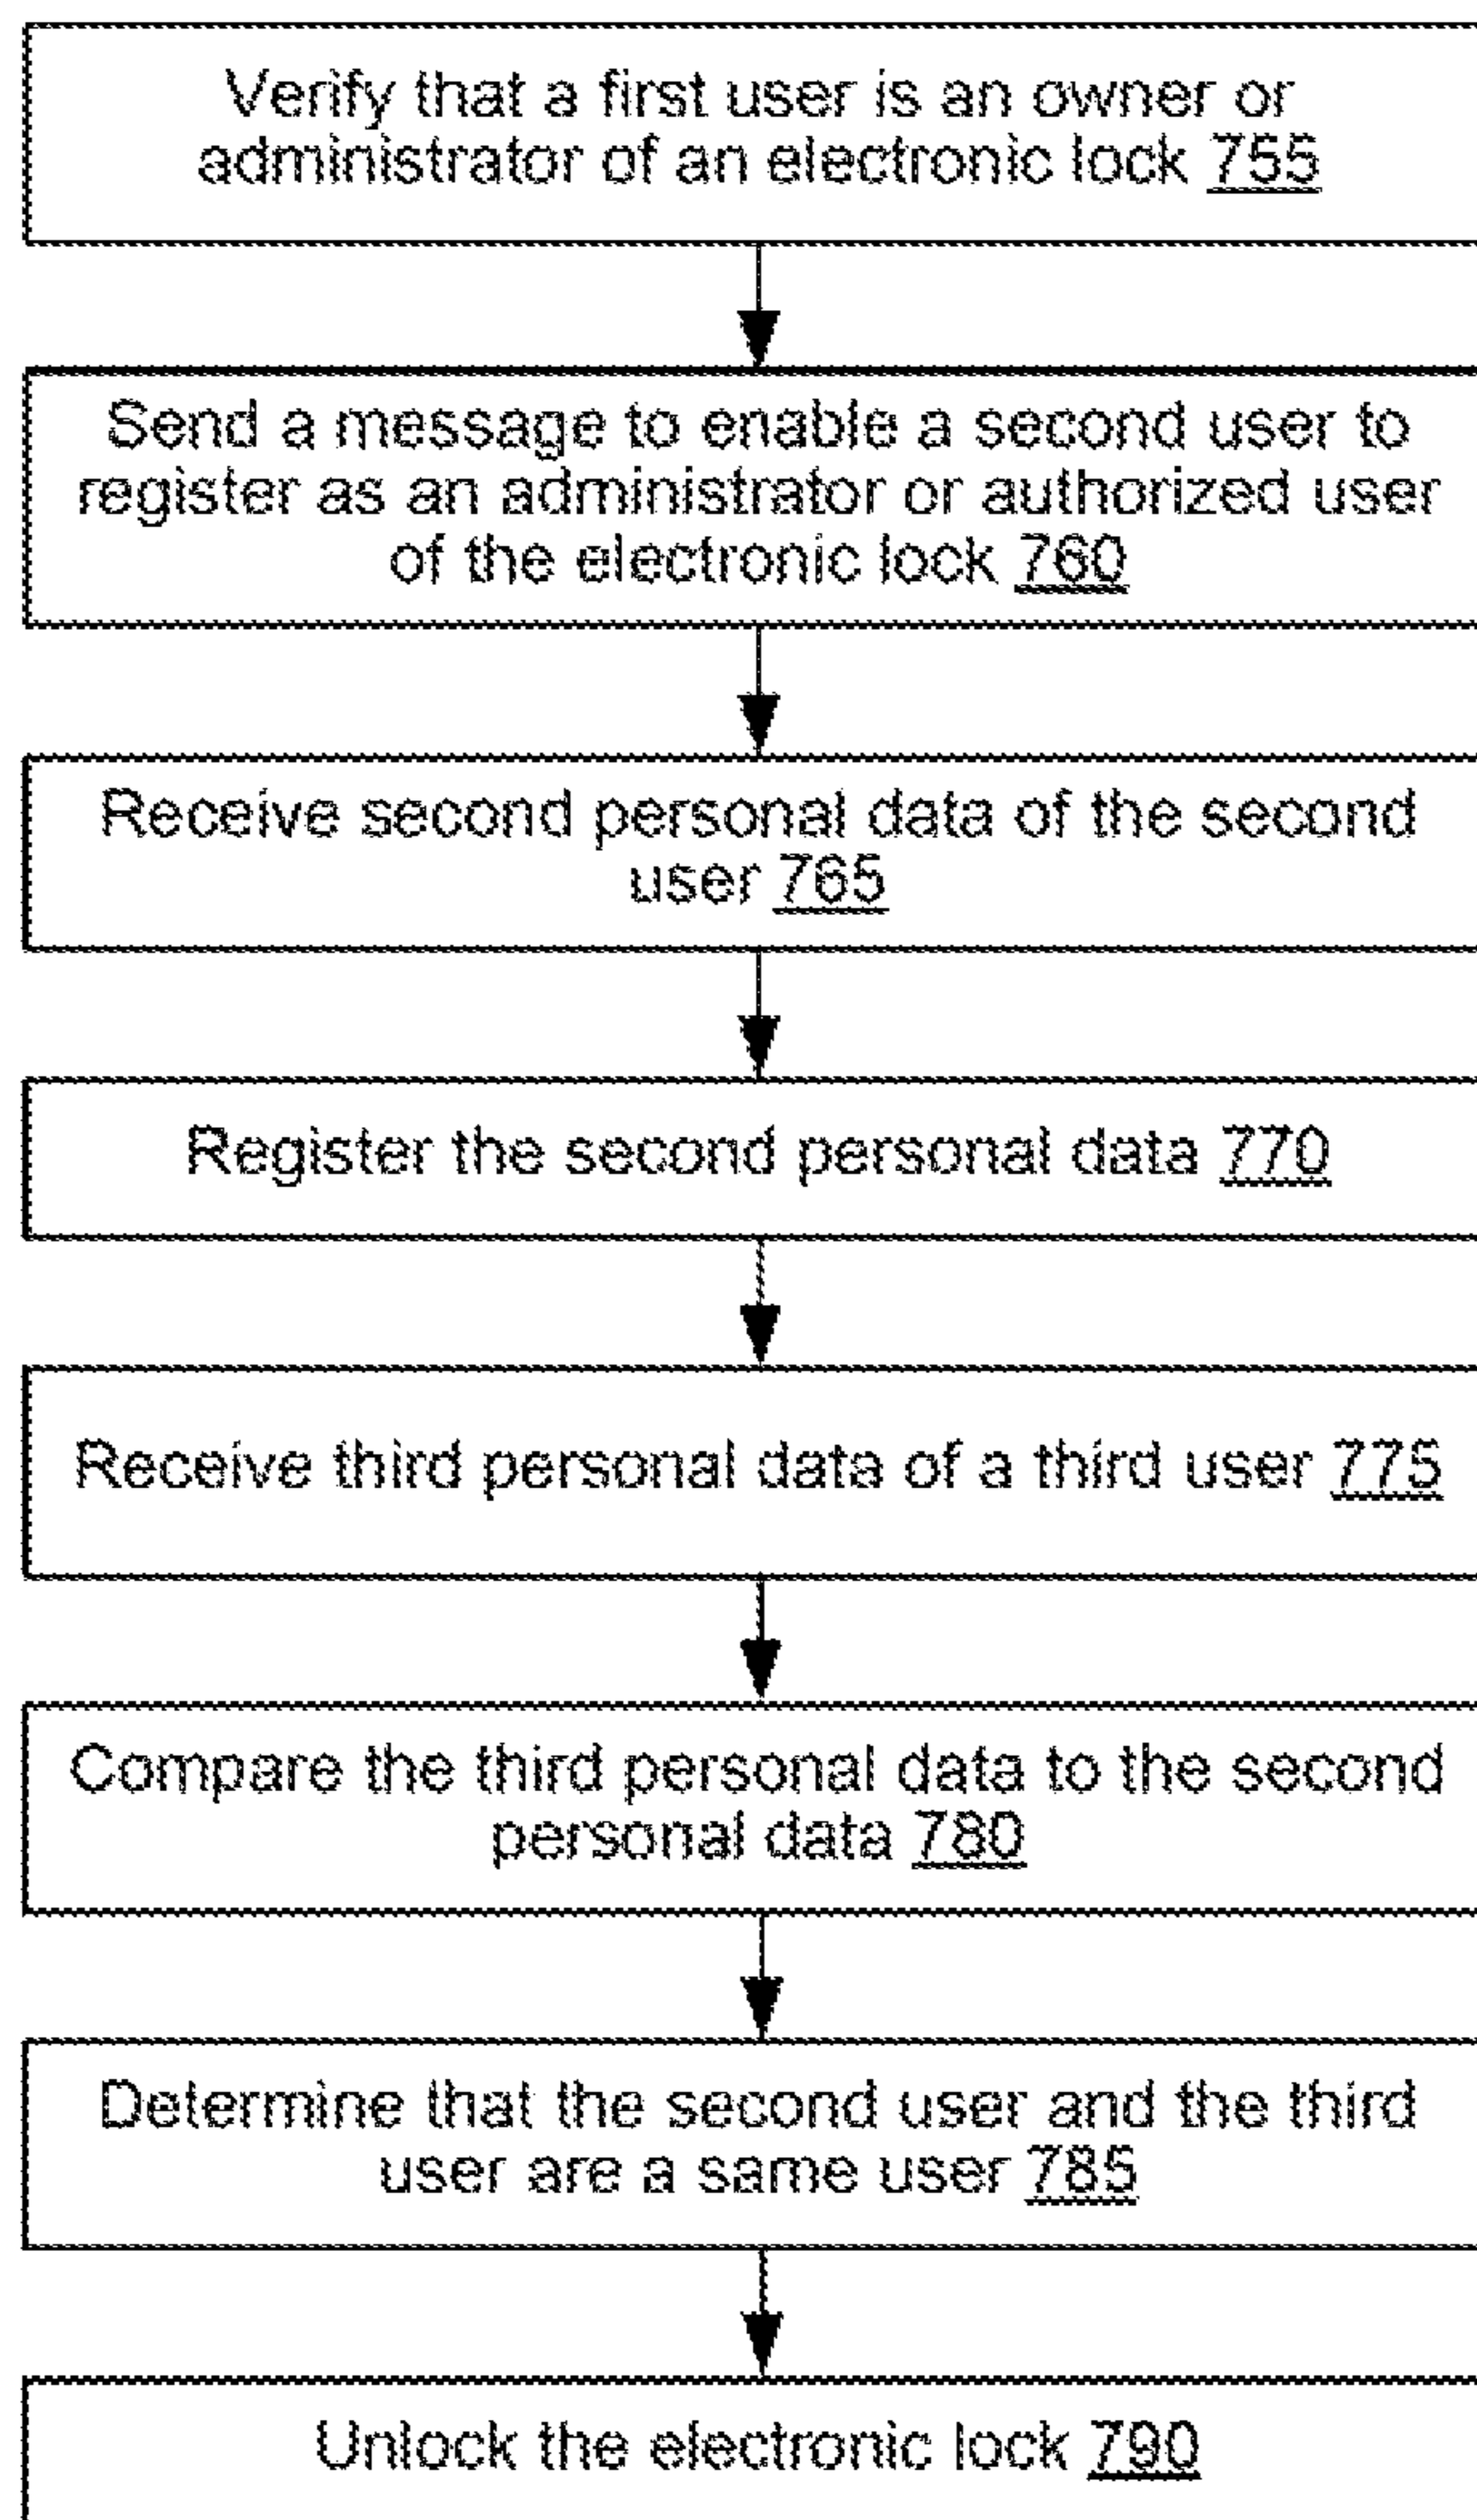 Verify that a first user is an owner or
administrator of an electronic lock 755
Send a message to enable a second user to
register as an administrator or authorized user
of the electronic lock 760
Receive second personal data of the second
user 765
Register the second personal data 770
Receive third personal data of a third user 775
Compare the third personal data to the second
personal data 780
Determine that the second user and the third
user are a same user 785
Unlock the electronic lock 790